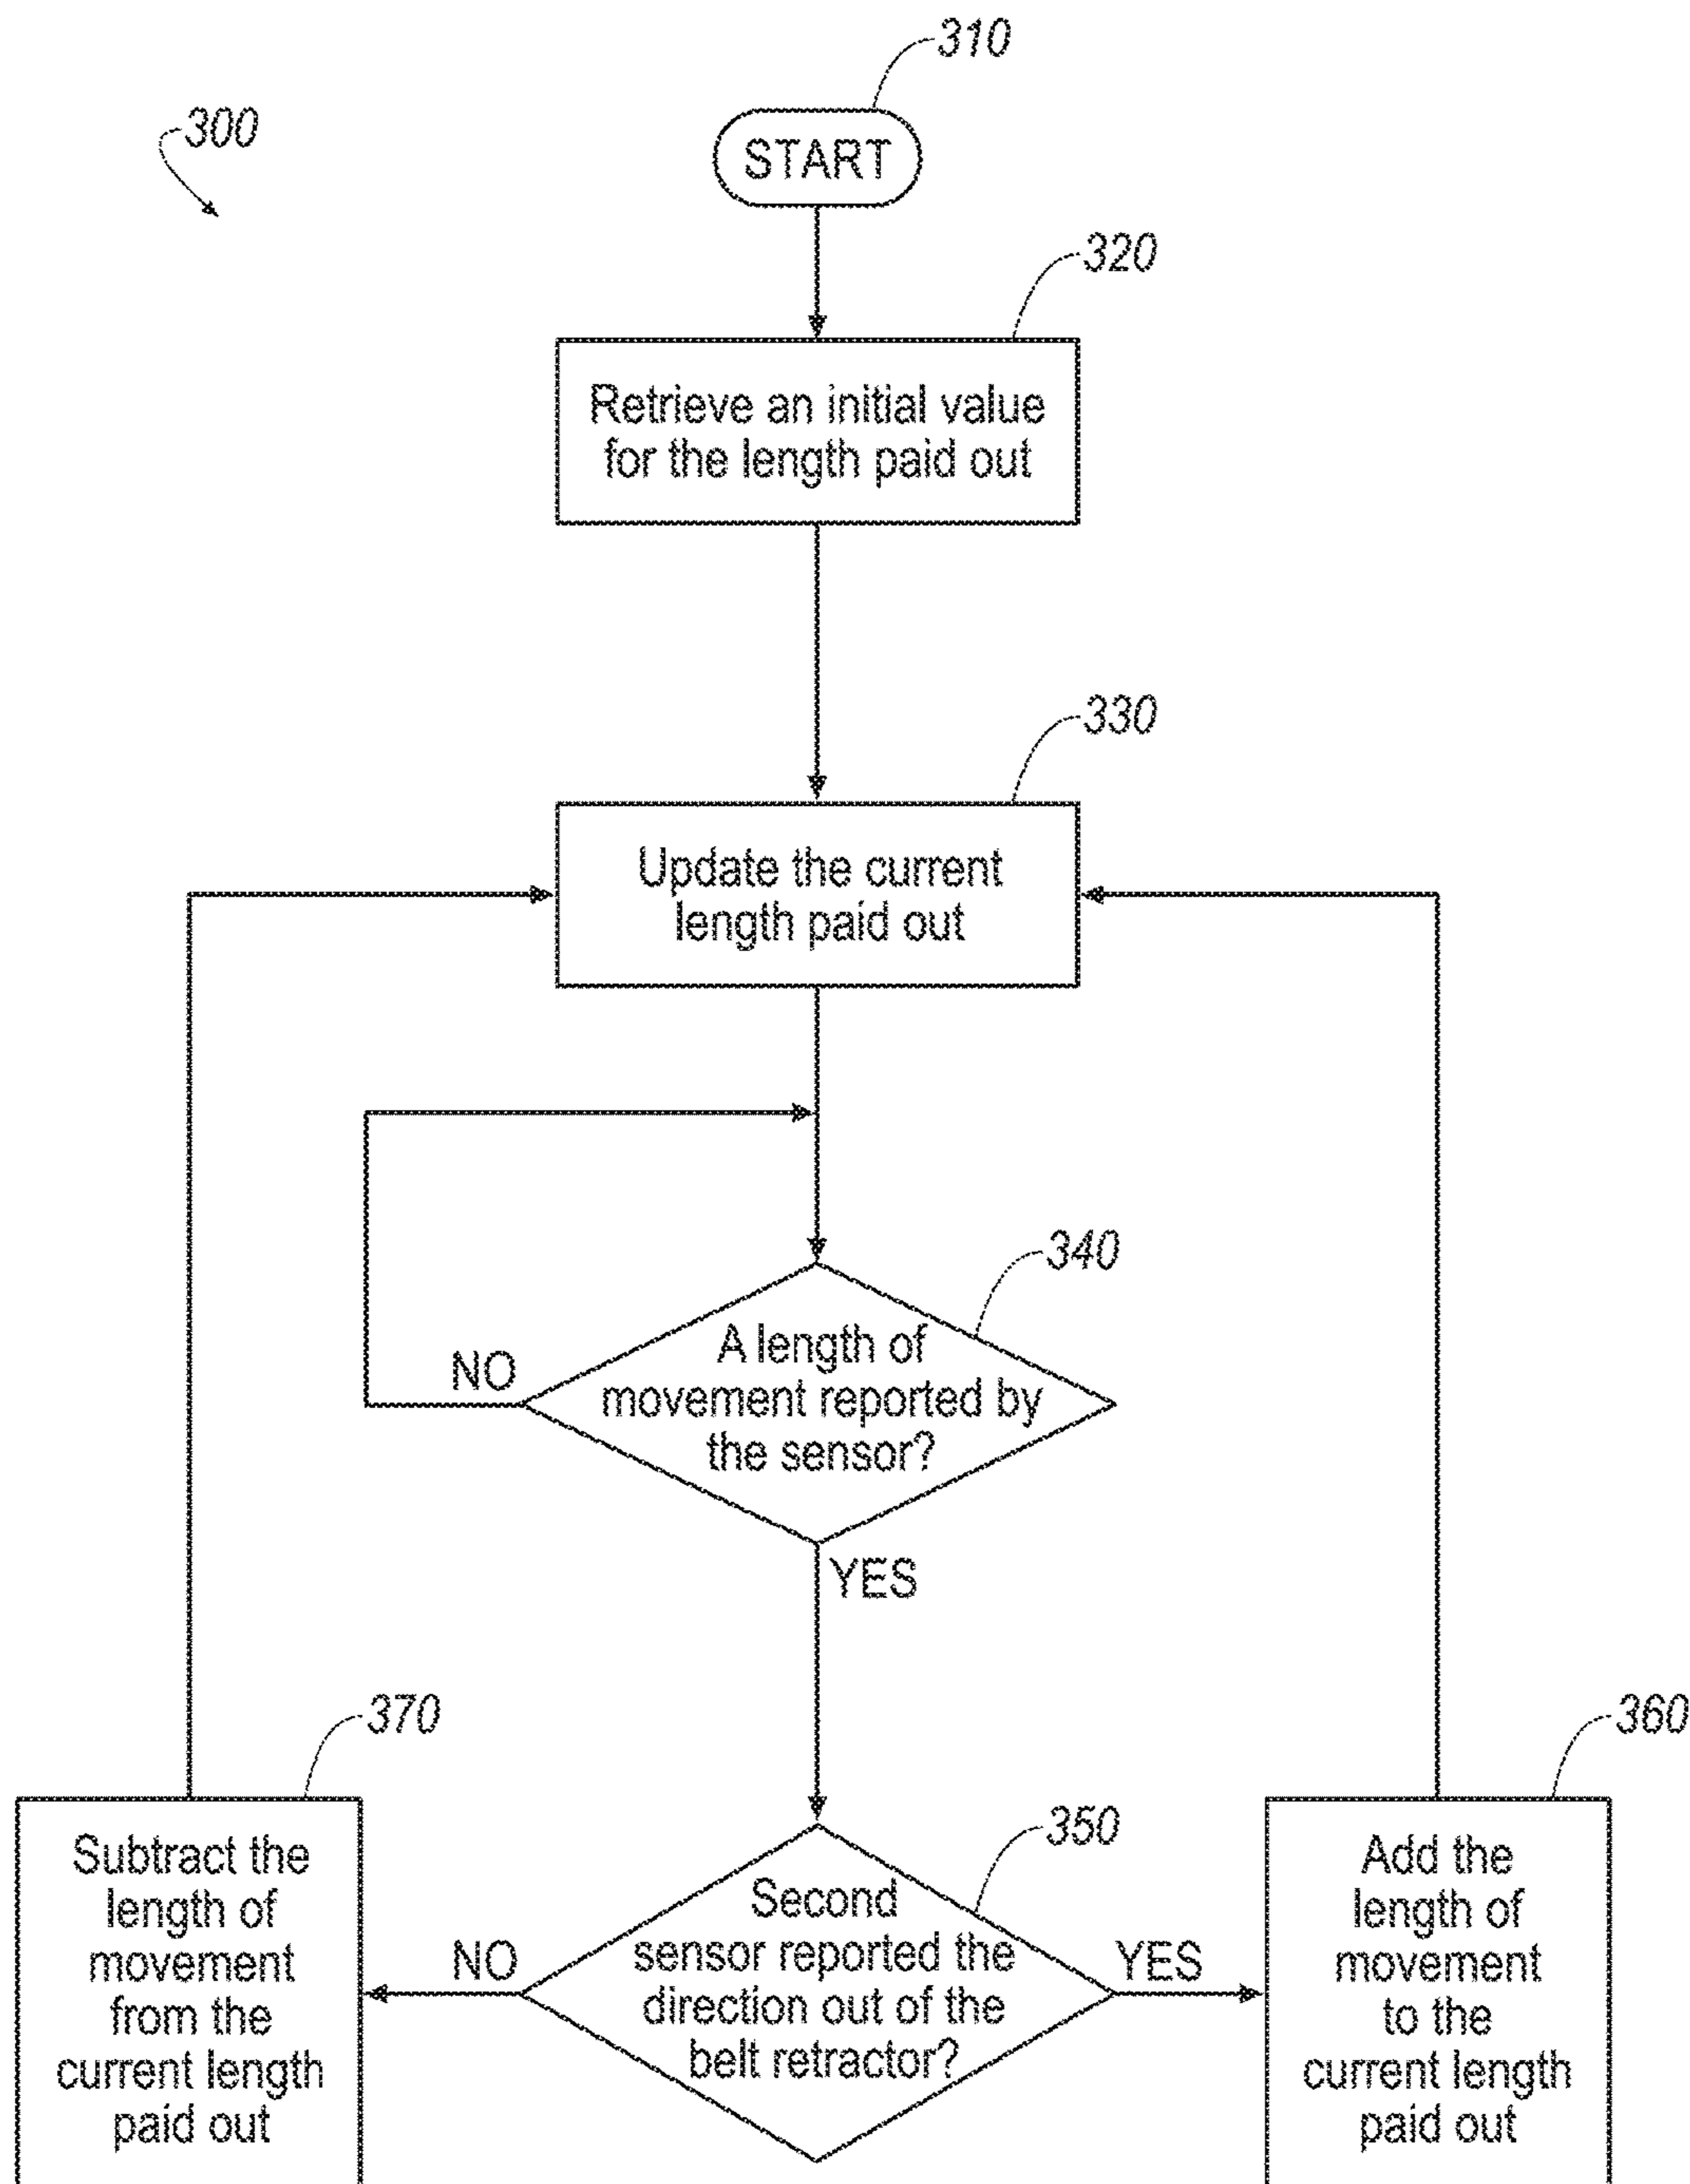 310
300
START
320
Retrieve an initial value
for the length paid out
330
Update the current
length paid out
340
A length of
movement reported by
the sensor?
NO
YES
370
360
350
Subtract the
length of
movement
from the
current length
paid out
NO
Second
sensor reported the
direction out of the
belt retractor?
YES
Add the
length of
movement
to the
current length
paid out